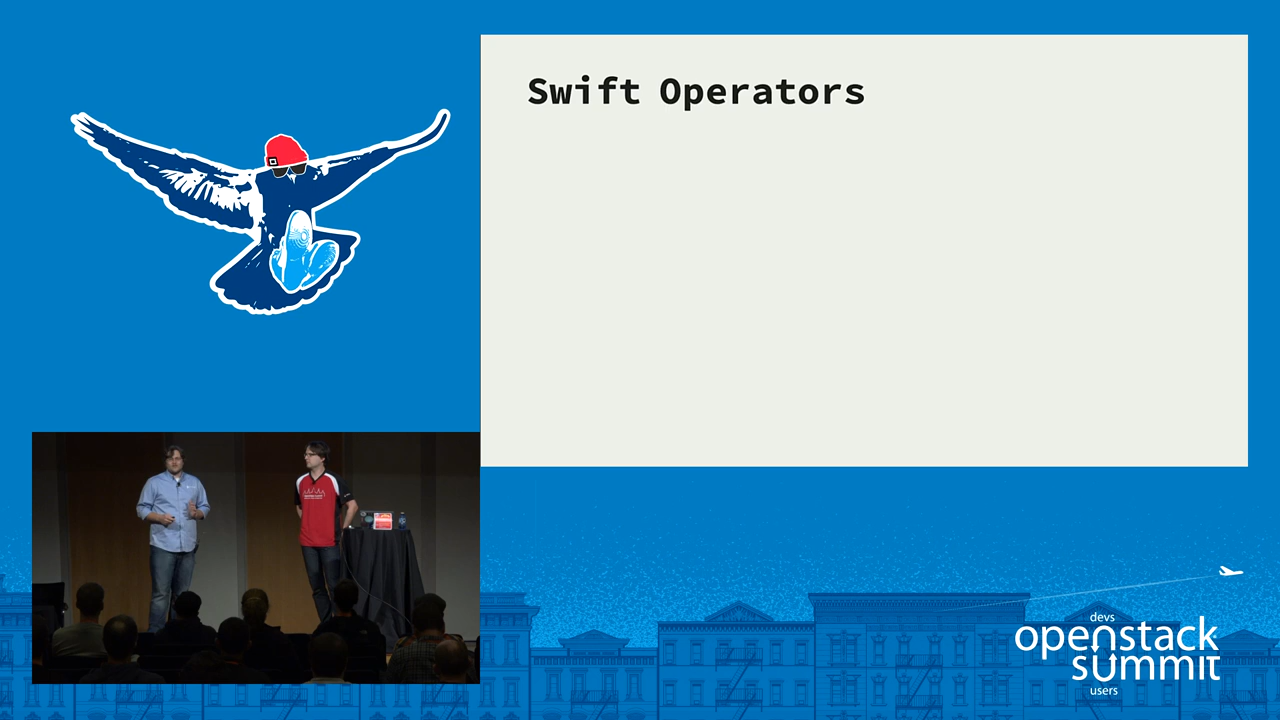 Swift Operators
devs
openstack
summit
users